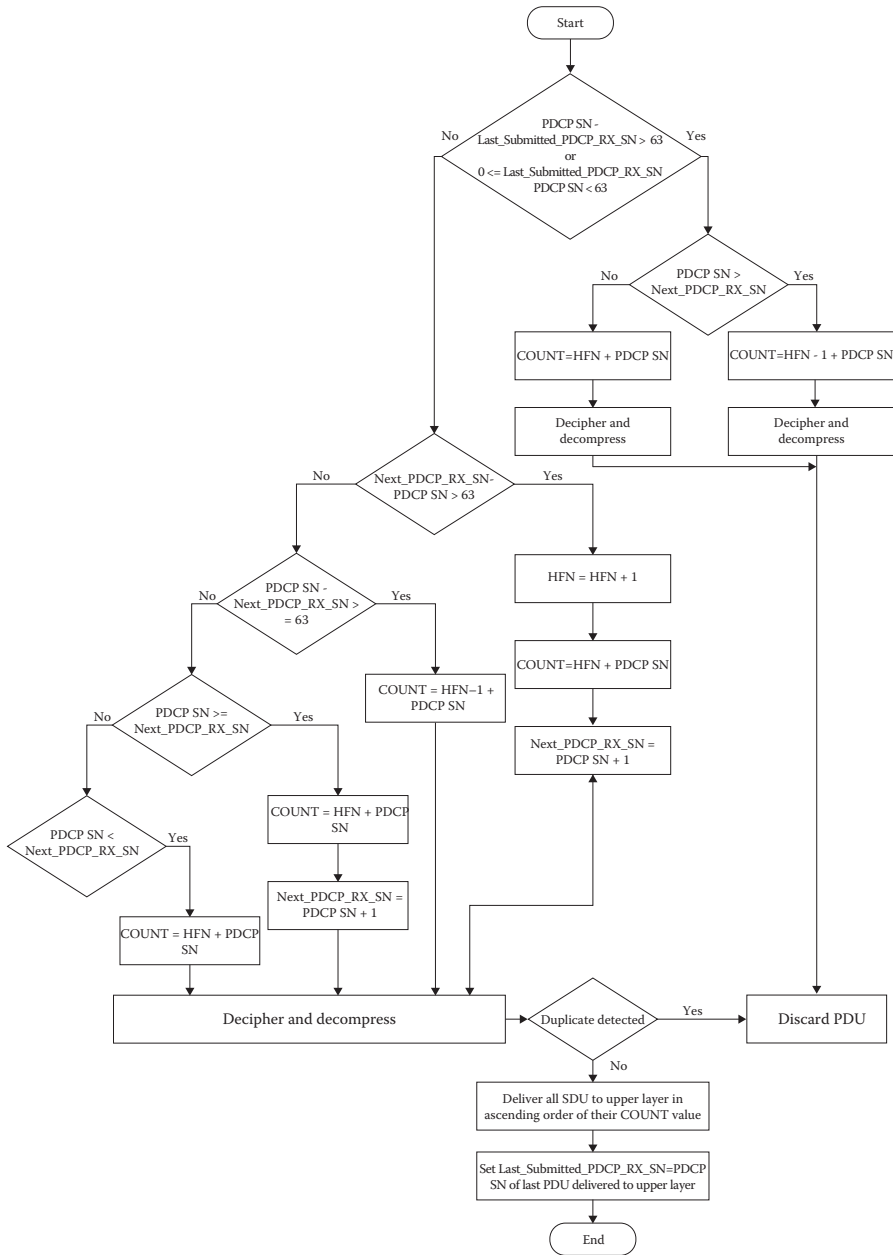 Start
PDCP SN -
Last_Submitted_PDCP_RX_SN > 63
or
0 <= Last_Submitted_PDCP_RX_SN
PDCP SN < 63
No
Yes
PDCP SN >
Next_PDCP_RX_SN
No
Yes
COUNT=HFN + PDCP SN
COUNT=HFN - 1 + PDCP SN
Decipher and
decompress
Decipher and
decompress
Next_PDCP_RX_SN-
PDCP SN > 63
No
Yes
HFN = HFN + 1
PDCP SN -
Next_PDCP_RX_SN >
= 63
No
Yes
COUNT=HFN + PDCP SN
COUNT = HFN–1 +
PDCP SN
PDCP SN >=
Next_PDCP_RX_SN
No
Yes
Next_PDCP_RX_SN =
PDCP SN + 1
COUNT = HFN + PDCP
SN
PDCP SN <
Next_PDCP_RX_SN
Yes
Next_PDCP_RX_SN =
PDCP SN + 1
COUNT = HFN + PDCP
SN
Decipher and decompress
Duplicate detected
Yes
No
Discard PDU
Deliver all SDU to upper layer in
ascending order of their COUNT value
Set Last_Submitted_PDCP_RX_SN=PDCP
SN of last PDU delivered to upper layer
End